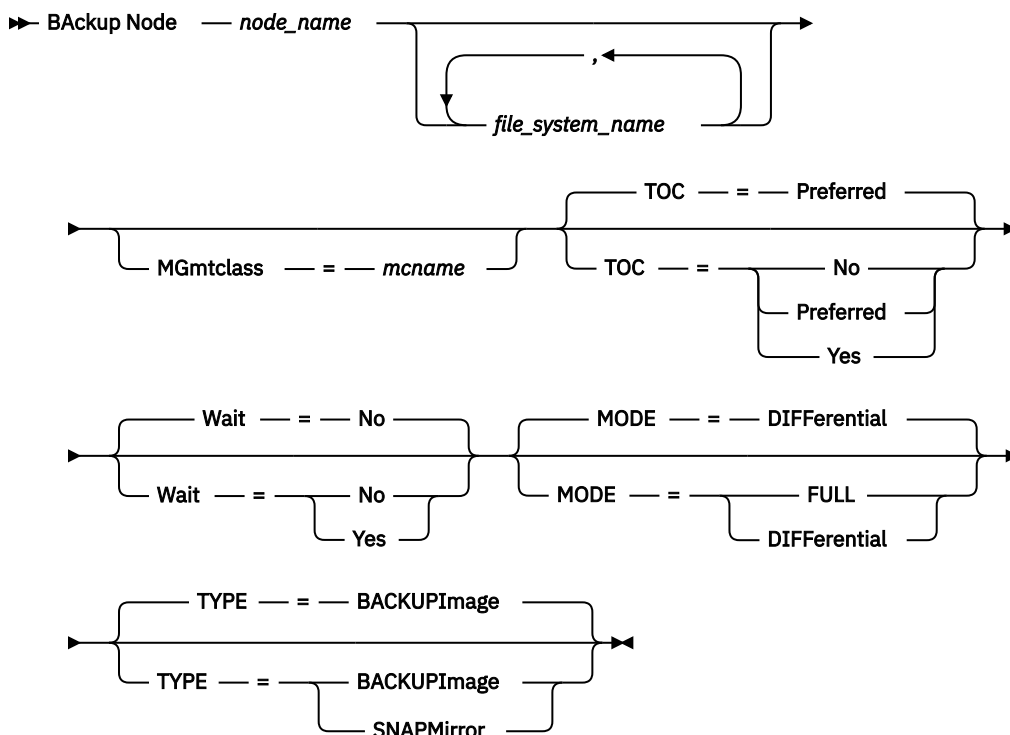 BAckup Node node_name
,
file_system_name
TOC = Preferred
MGmtclass = mcname
TOC = No
Preferred
Yes
Wait = No
MODE = DIFFerential
Wait = No
MODE = FULL
Yes
DIFFerential
TYPE = BACKUPImage
TYPE = BACKUPImage
SNAPMirror